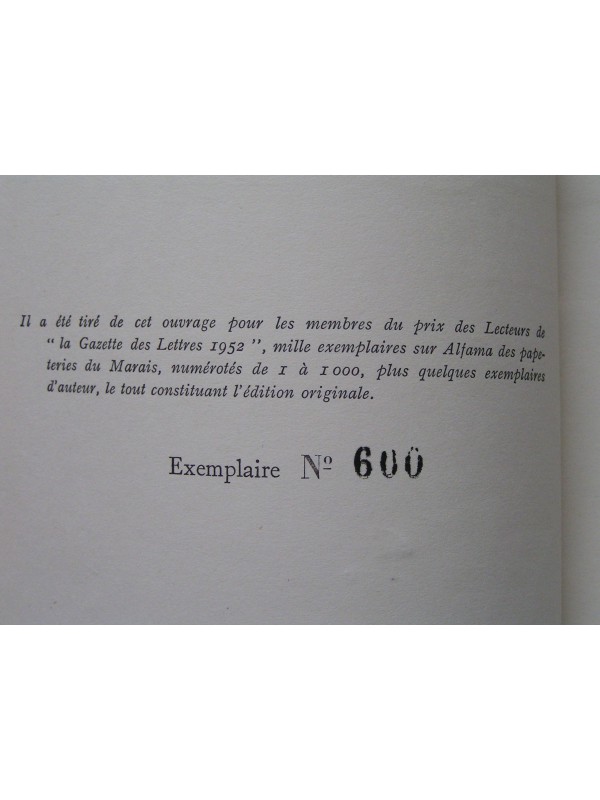 Il a été tiré de cet ouvrage pour les membres du prix des Lecteurs de
“ la Gazette des Lettres 1952 ”, mille exemplaires sur Alfama des pape-
teries du Marais, numérotés de 1 à 1000, plus quelques exemplaires
d'auteur, le tout constituant l'édition originale.
Exemplaire Nº 600